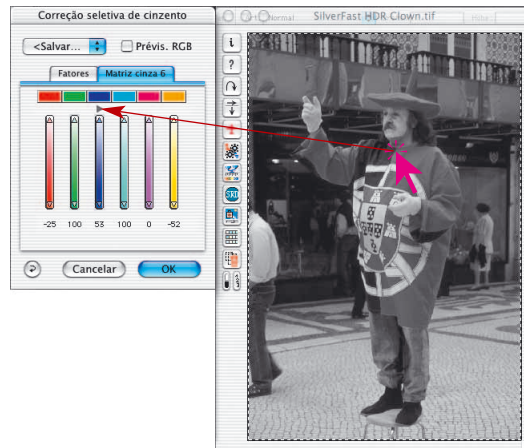 Correção seletiva de cinzento
SilverFast HDR Clown.tif
<Salvar...
Prévis. RGB
Fatores
Matriz cinza 6
-25 100 53 100 0 -52
Cancelar
OK
i
?
SRD